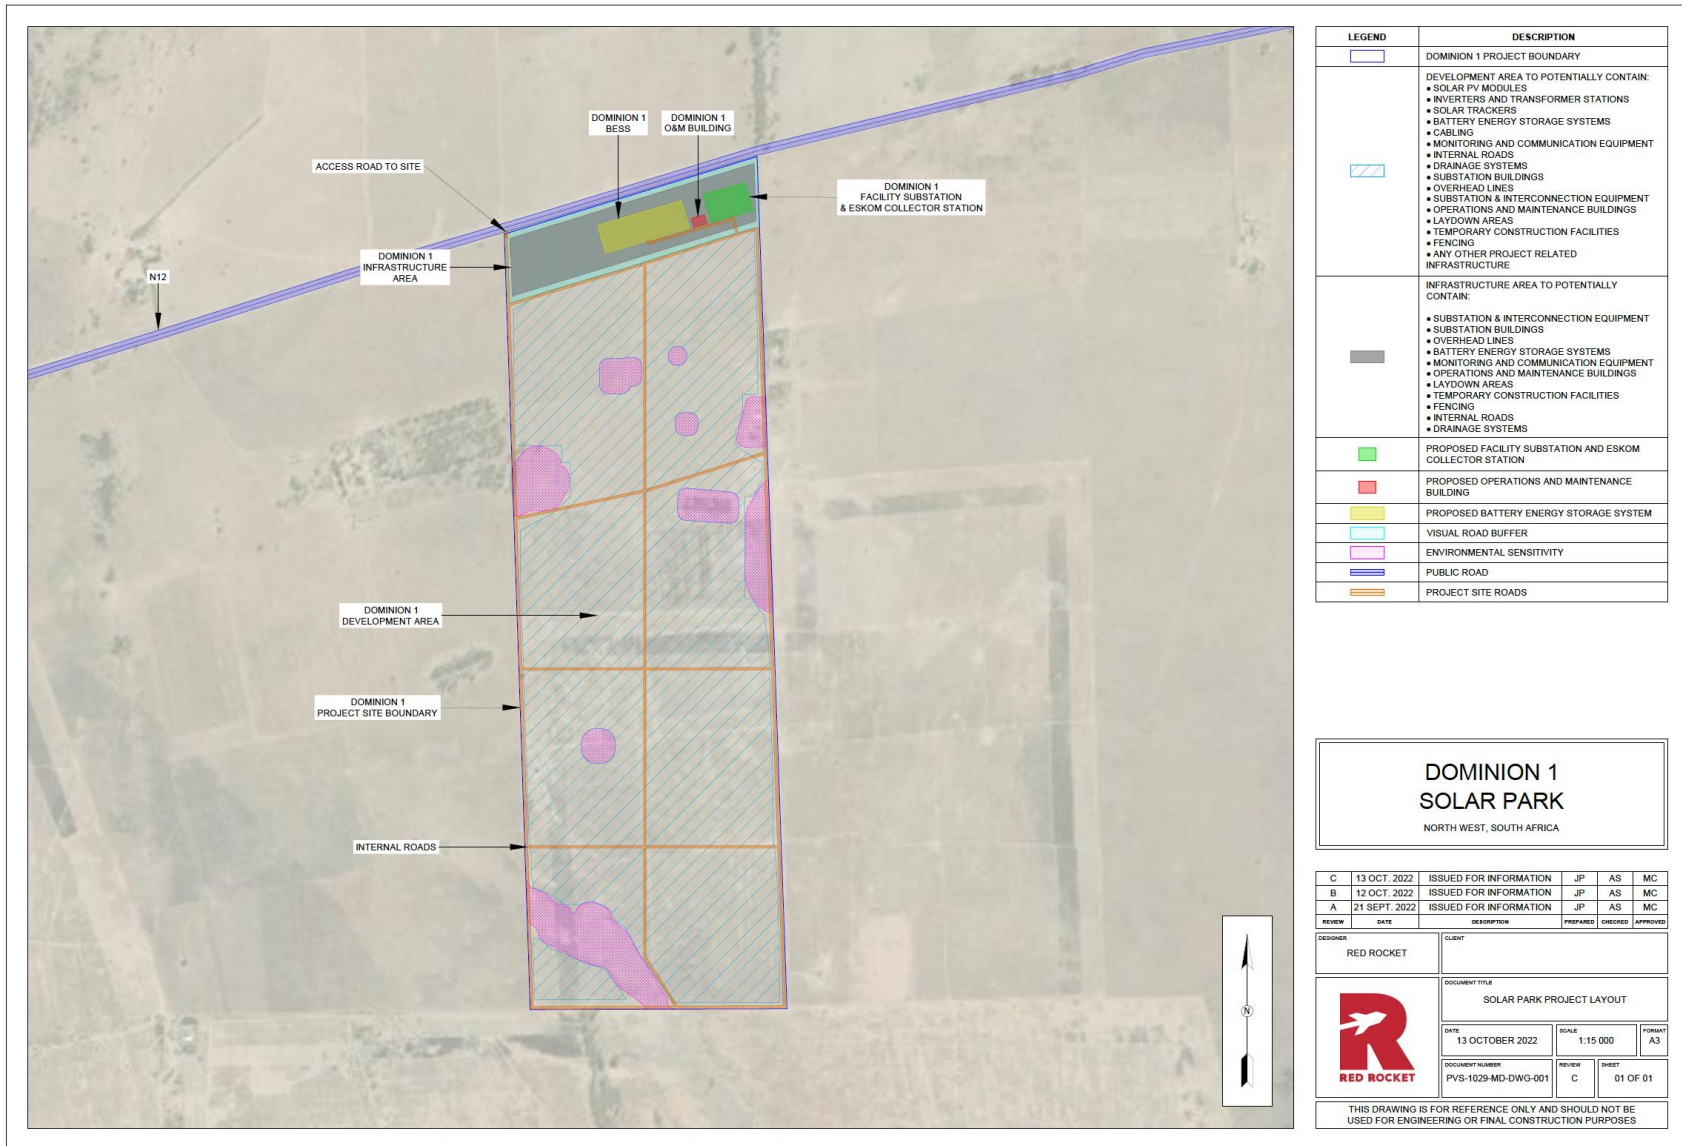 DOMINION 1
BESS
DOMINION 1
O&M BUILDING
ACCESS ROAD TO SITE
DOMINION 1
FACILITY SUBSTATION
& ESKOM COLLECTOR STATION
DOMINION 1
INFRASTRUCTURE
AREA
N12
DOMINION 1
DEVELOPMENT AREA
DOMINION 1
PROJECT SITE BOUNDARY
INTERNAL ROADS
N
LEGEND DESCRIPTION
DOMINION 1 PROJECT BOUNDARY
DEVELOPMENT AREA TO POTENTIALLY CONTAIN:
• SOLAR PV MODULES
• INVERTERS AND TRANSFORMER STATIONS
• SOLAR TRACKERS
• BATTERY ENERGY STORAGE SYSTEMS
• CABLING
• MONITORING AND COMMUNICATION EQUIPMENT
• INTERNAL ROADS
• DRAINAGE SYSTEMS
• SUBSTATION BUILDINGS
• OVERHEAD LINES
• SUBSTATION & INTERCONNECTION EQUIPMENT
• OPERATIONS AND MAINTENANCE BUILDINGS
• LAYDOWN AREAS
• TEMPORARY CONSTRUCTION FACILITIES
• FENCING
• ANY OTHER PROJECT RELATED
INFRASTRUCTURE
INFRASTRUCTURE AREA TO POTENTIALLY
CONTAIN:
• SUBSTATION & INTERCONNECTION EQUIPMENT
• SUBSTATION BUILDINGS
• OVERHEAD LINES
• BATTERY ENERGY STORAGE SYSTEMS
• MONITORING AND COMMUNICATION EQUIPMENT
• OPERATIONS AND MAINTENANCE BUILDINGS
• LAYDOWN AREAS
• TEMPORARY CONSTRUCTION FACILITIES
• FENCING
• INTERNAL ROADS
• DRAINAGE SYSTEMS
PROPOSED FACILITY SUBSTATION AND ESKOM
COLLECTOR STATION
PROPOSED OPERATIONS AND MAINTENANCE
BUILDING
PROPOSED BATTERY ENERGY STORAGE SYSTEM
VISUAL ROAD BUFFER
ENVIRONMENTAL SENSITIVITY
PUBLIC ROAD
PROJECT SITE ROADS
DOMINION 1
SOLAR PARK
NORTH WEST, SOUTH AFRICA
C 13 OCT. 2022 ISSUED FOR INFORMATION JP AS MC
B 12 OCT. 2022 ISSUED FOR INFORMATION JP AS MC
A 21 SEPT. 2022 ISSUED FOR INFORMATION JP AS MC
REVIEW DATE DESCRIPTION PREPARED CHECKED APPROVED
DESIGNER CLIENT
RED ROCKET
DOCUMENT TITLE
SOLAR PARK PROJECT LAYOUT
DATE SCALE FORMAT
13 OCTOBER 2022 1:15 000 A3
DOCUMENT NUMBER REVIEW SHEET
PVS-1029-MD-DWG-001 C 01 OF 01
R
RED ROCKET
THIS DRAWING IS FOR REFERENCE ONLY AND SHOULD NOT BE
USED FOR ENGINEERING OR FINAL CONSTRUCTION PURPOSES